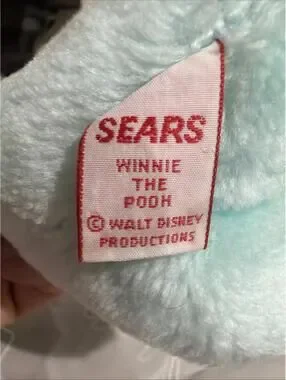 SEARS
WINNIE
THE
POOH
© WALT DISNEY
PRODUCTIONS